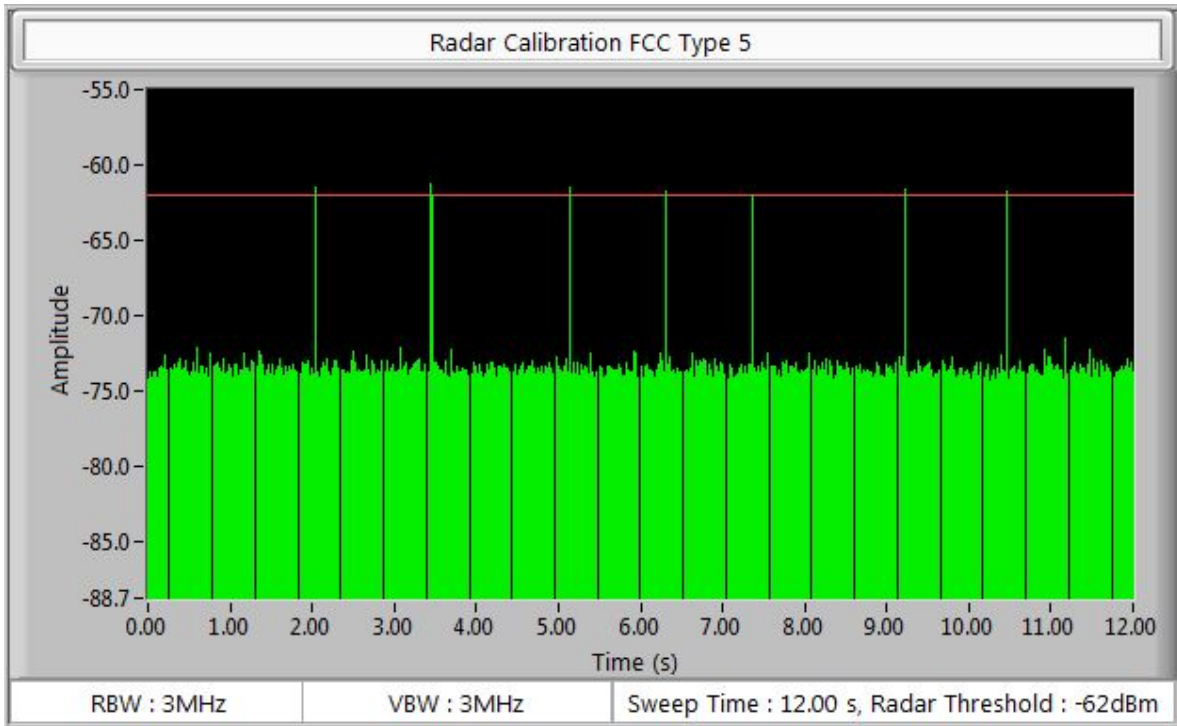 Radar Calibration FCC Type 5
-55.0
-60.0
-65.0
-70.0
-75.0
-80.0
-85.0
-88.7
Amplitude
0.00 1.00 2.00 3.00 4.00 5.00 6.00 7.00 8.00 9.00 10.00 11.00 12.00
Time (s)
RBW : 3MHz VBW : 3MHz Sweep Time : 12.00 s, Radar Threshold : -62dBm